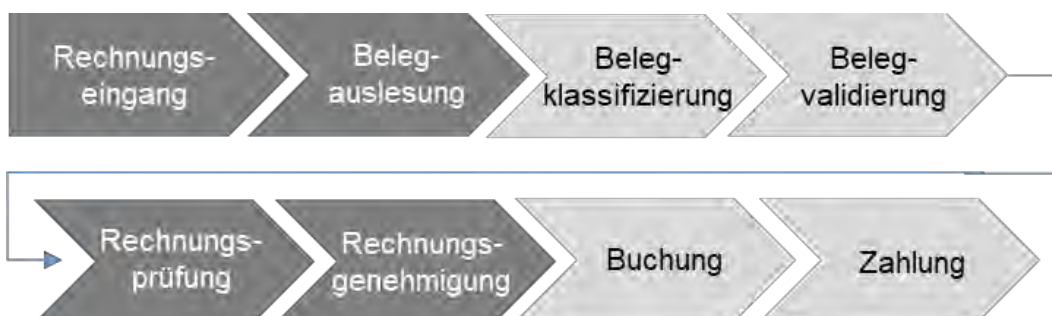 Rechnungs-
eingang
Beleg-
auslesung
Beleg-
klassifizierung
Beleg-
validierung
Rechnungs-
prüfung
Rechnungs-
genehmigung
Buchung
Zahlung